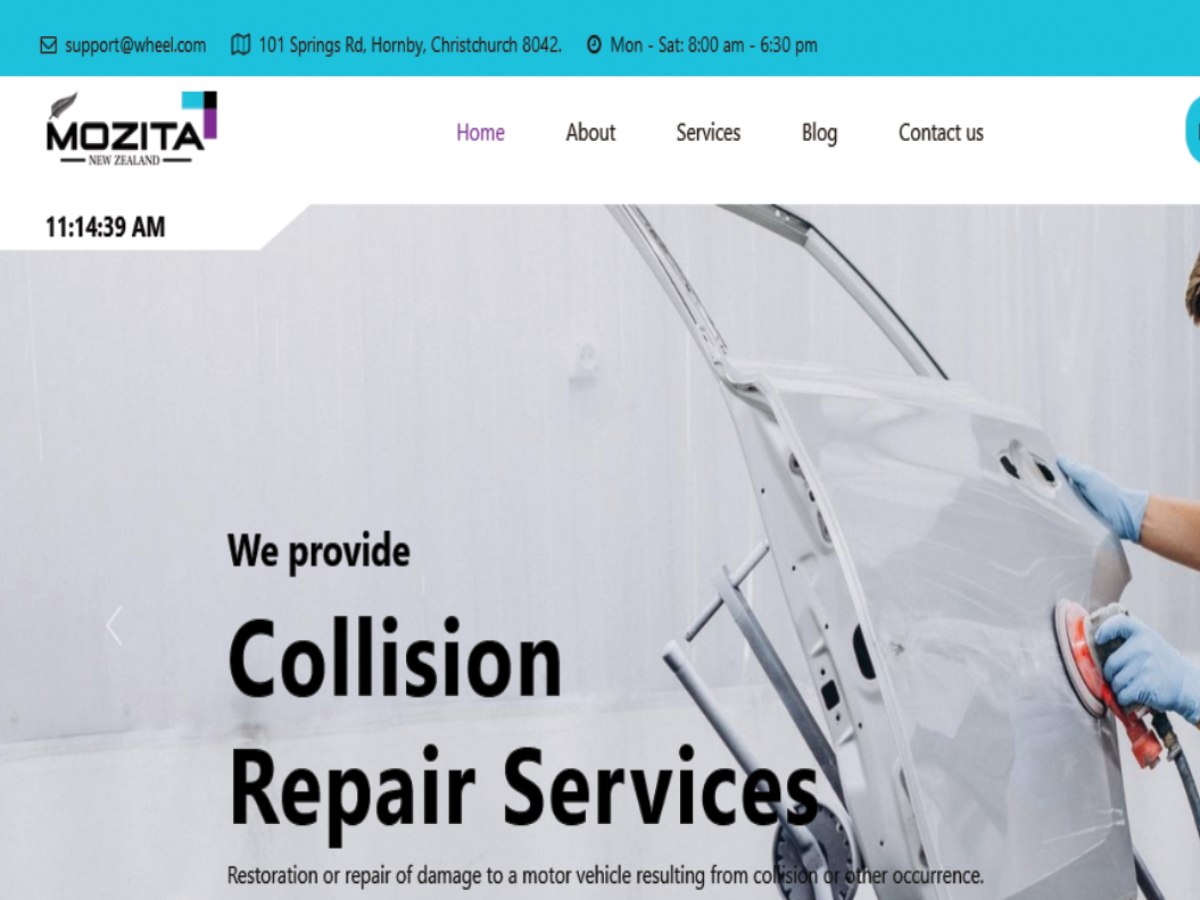 support@wheel.com 101 Springs Rd, Hornby, Christchurch 8042. Mon - Sat: 8:00 am - 6:30 pm
MOZITA
NEW ZEALAND
Home About Services Blog Contact us
11:14:39 AM
We provide
Collision
Repair Services
Restoration or repair of damage to a motor vehicle resulting from collision or other occurrence.